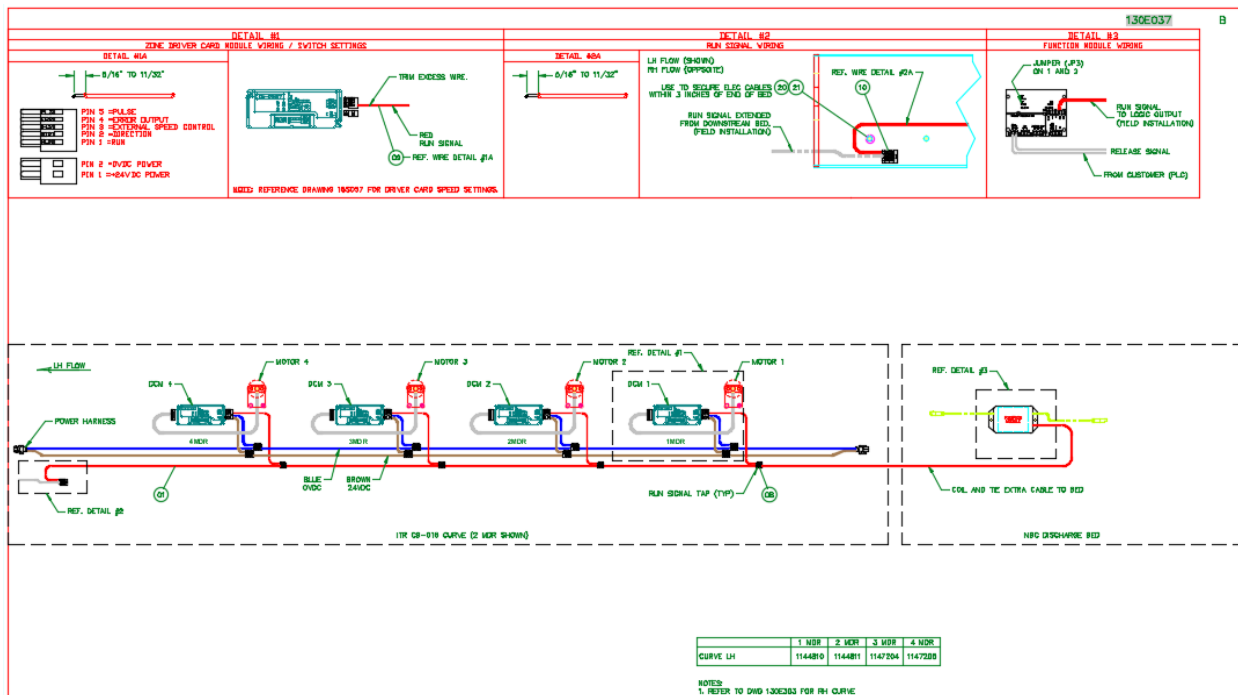 130E037 B
DETAIL #1
ZONE DRIVER CARD MODULE WIRING / SWITCH SETTINGS
DETAIL #2
RUN SIGNAL WIRING
DETAIL #3
FUNCTION MODULE WIRING
DETAIL #1A
5/16" TO 11/32"
PIN 5 =PULSE
PIN 4 =ERROR OUTPUT
PIN 3 =EXTERNAL SPEED CONTROL
PIN 2 =DIRECTION
PIN 1 =RUN
PIN 2 =0VDC POWER
PIN 1 =+24VDC POWER
TRIM EXCESS WIRE.
RED
RUN SIGNAL
REF. WIRE DETAIL #1A
NOTE: REFERENCE DRAWING FOR DRIVER CARD SPEED SETTINGS.
DETAIL #2A
5/16" TO 11/32"
LH FLOW (SHOWN)
RH FLOW (OPPOSITE)
USE TO SECURE ELEC CABLES
WITHIN 3 INCHES OF END OF BED
20 21
RUN SIGNAL EXTENDED
FROM DOWNSTREAM BED.
(FIELD INSTALLATION)
REF. WIRE DETAIL #2A
10
JUMPER (JP3)
RUN SIGNAL
TO LOGIC OUTPUT
(FIELD INSTALLATION)
RELEASE SIGNAL
FROM CUSTOMER (PLC)
LH FLOW
MOTOR 4
MOTOR 3
MOTOR 2
REF. DETAIL #1
MOTOR 1
DCM 4
DCM 3
DCM 2
DCM 1
REF. DETAIL #3
POWER HARNESS
4MDR
3MDR
2MDR
1MDR
BLUE
0VDC
BROWN
24VDC
01
RUN SIGNAL TAP (TYP)
COIL AND TIE EXTRA CABLE TO BED
REF. DETAIL #2
CURVE (2 MDR SHOWN)
NBC DISCHARGE BED
1 MDR 2 MDR 3 MDR 4 MDR
CURVE LH 1144810 1144811 1147204
NOTES:
1. REFER TO DWG 130E303 FOR RH CURVE